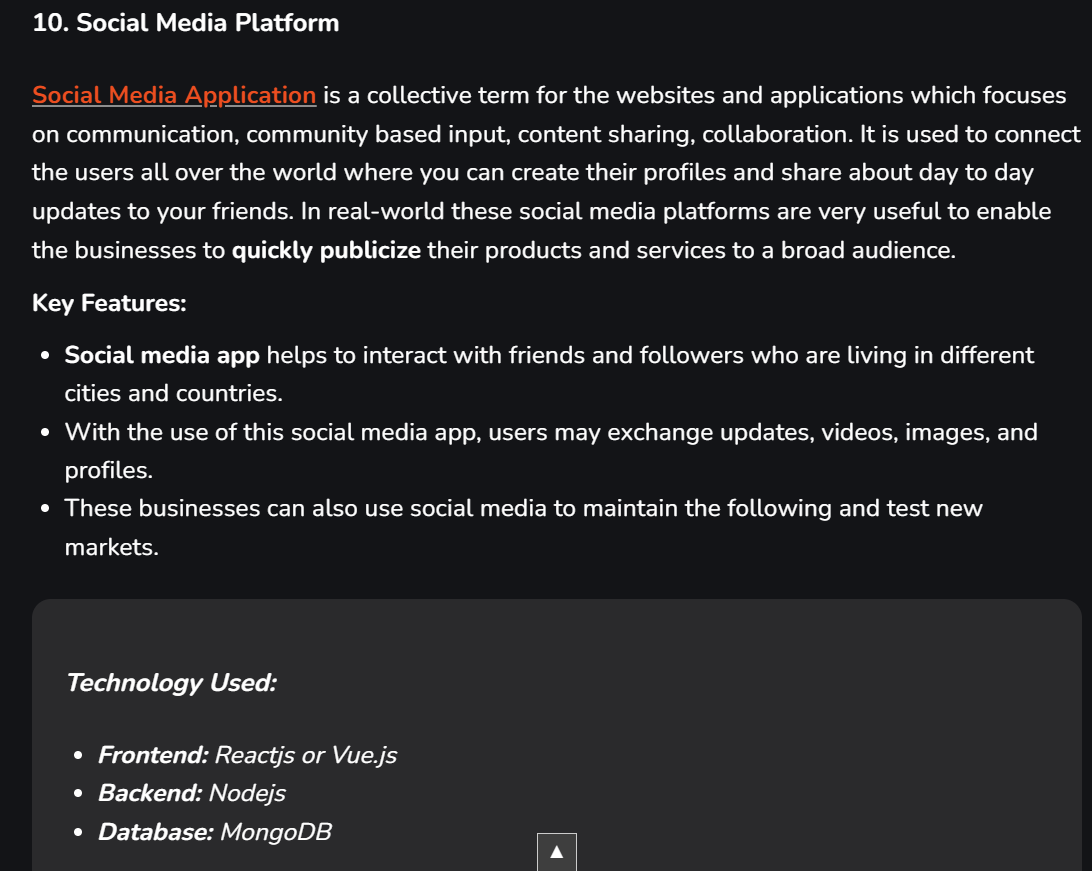 10. Social Media Platform
Social Media Application is a collective term for the websites and applications which focuses
on communication, community based input, content sharing, collaboration. It is used to connect
the users all over the world where you can create their profiles and share about day to day
updates to your friends. In real-world these social media platforms are very useful to enable
the businesses to quickly publicize their products and services to a broad audience.
Key Features:
• Social media app helps to interact with friends and followers who are living in different
cities and countries.
• With the use of this social media app, users may exchange updates, videos, images, and
profiles.
• These businesses can also use social media to maintain the following and test new
markets.
Technology Used:
• Frontend: Reactjs or Vue.js
• Backend: Nodejs
• Database: MongoDB